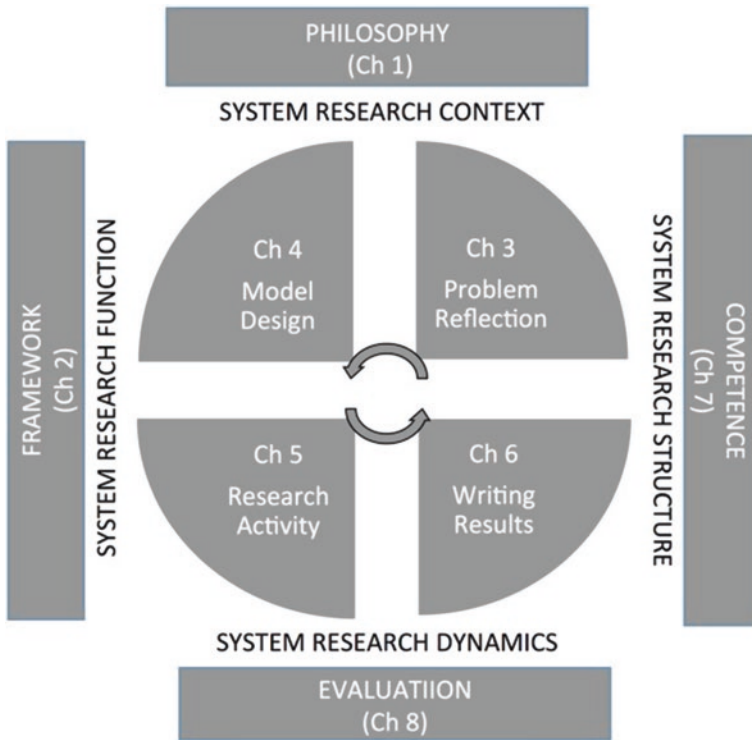 PHILOSOPHY
(Ch 1)
SYSTEM RESEARCH CONTEXT
FRAMEWORK
(Ch 2)
SYSTEM RESEARCH FUNCTION
Ch 4
Model
Design
Ch 3
Problem
Reflection
Ch 5
Research
Activity
Ch 6
Writing
Results
SYSTEM RESEARCH STRUCTURE
COMPETENCE
(Ch 7)
SYSTEM RESEARCH DYNAMICS
EVALUATIION
(Ch 8)